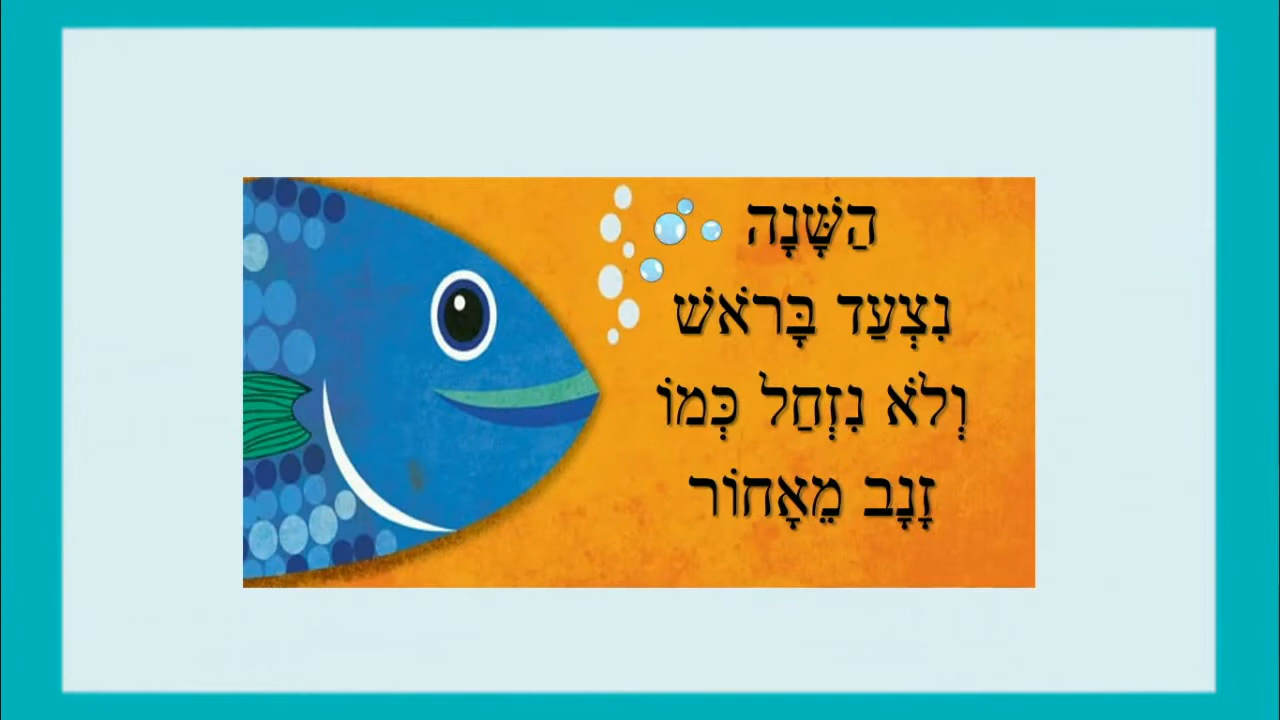 הַשָּׁנָה
נִצְעַד בָּרֹאשׁ
וְלֹא נִזְחַל כְּמוֹ
זָנָב מֵאָחוֹר